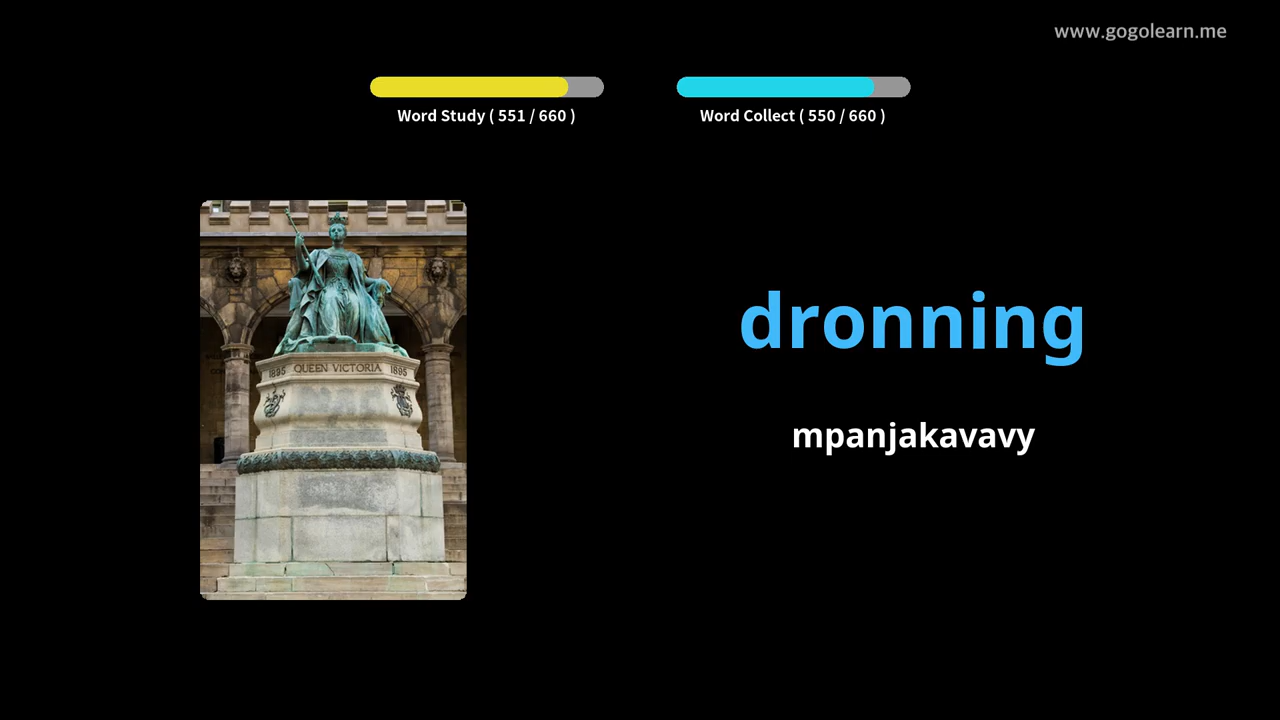 www.gogolearn.me
Word Study ( 551 / 660 )
Word Collect ( 550 / 660 )
1895 QUEEN VICTORIA 1895
dronning
mpanjakavavy